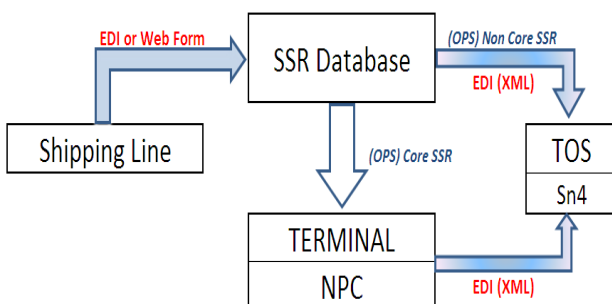 EDI or Web Form
SSR Database
(OPS) Non Core SSR
EDI (XML)
Shipping Line
(OPS) Core SSR
TOS
Sn4
TERMINAL
NPC
EDI (XML)